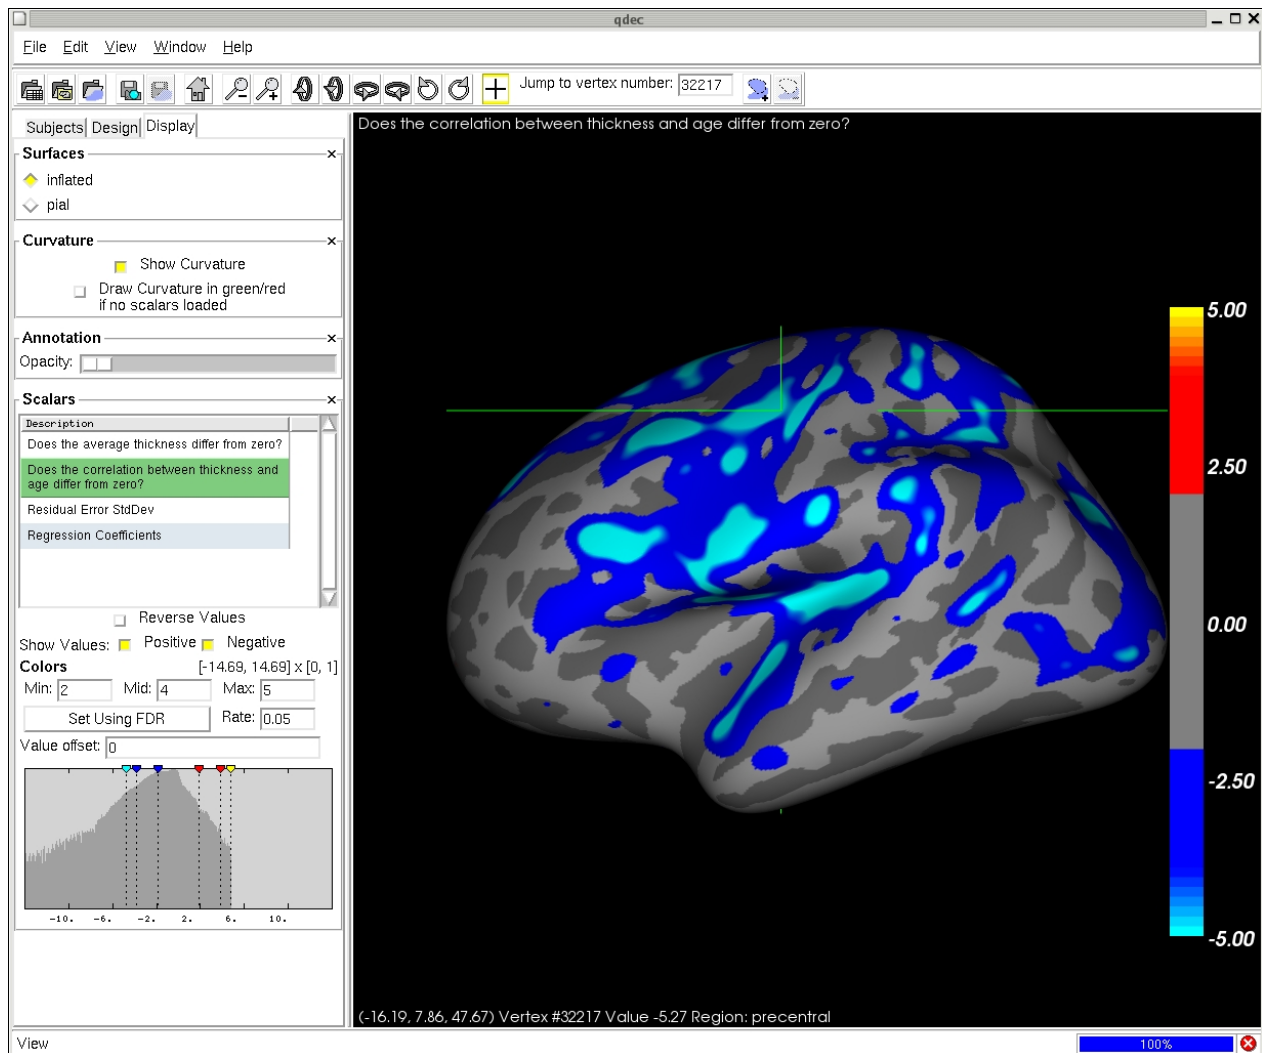 qdec
File Edit View Window Help
Jump to vertex number: 32217
Subjects Design Display
Surfaces
inflated
pial
Curvature
Show Curvature
Draw Curvature in green/red
if no scalars loaded
Annotation
Opacity:
Scalars
Description
Does the average thickness differ from zero?
Does the correlation between thickness and
age differ from zero?
Residual Error StdDev
Regression Coefficients
Reverse Values
Show Values: Positive Negative
Colors [-14.69, 14.69] x [0, 1]
Min: 2 Mid: 4 Max: 5
Set Using FDR Rate: 0.05
Value offset: 0
-10. -6. -2. 2. 6. 10.
Does the correlation between thickness and age differ from zero?
5.00
2.50
0.00
-2.50
-5.00
(-16.19, 7.86, 47.67) Vertex #32217 Value -5.27 Region: precentral
View 100%